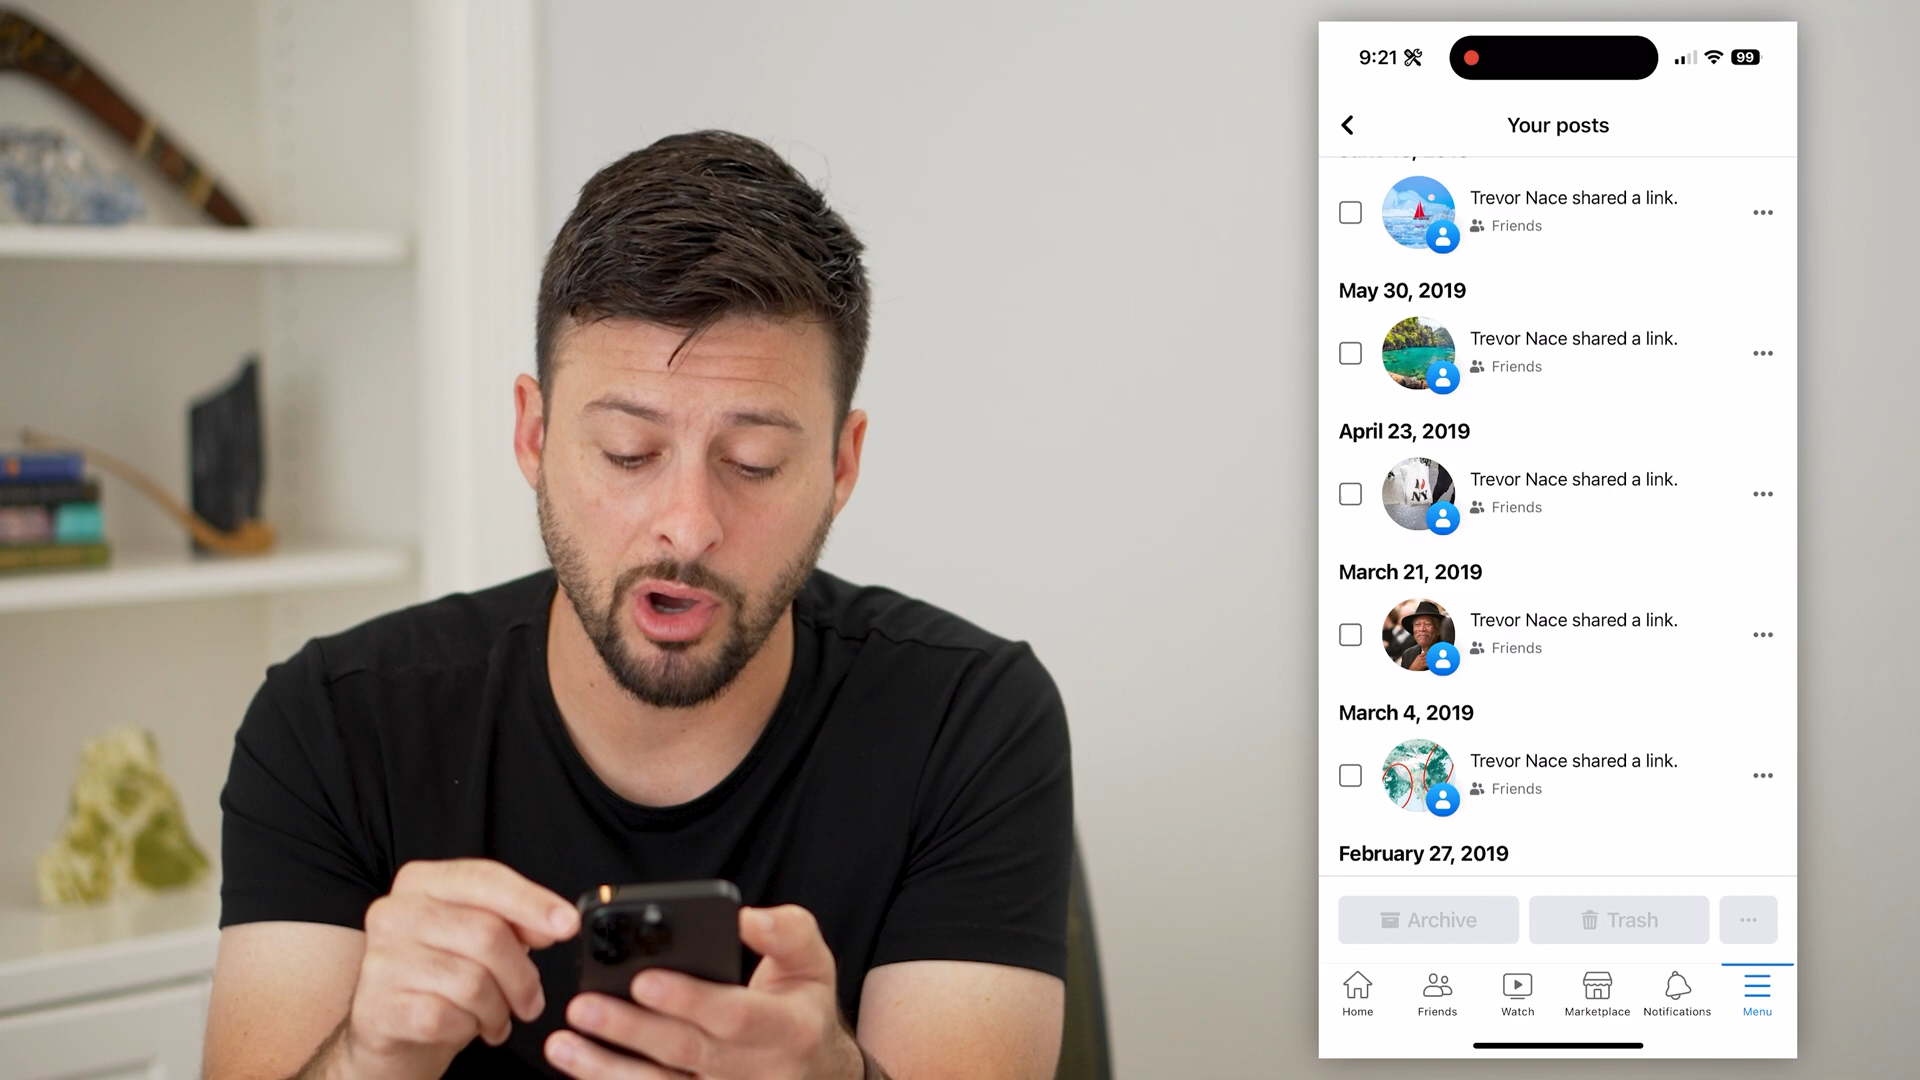 9:21
99
Your posts
Trevor Nace shared a link.
Friends
May 30, 2019
Trevor Nace shared a link.
Friends
April 23, 2019
NY
Trevor Nace shared a link.
Friends
March 21, 2019
Trevor Nace shared a link.
Friends
March 4, 2019
Trevor Nace shared a link.
Friends
February 27, 2019
Archive
Trash
Home
Friends
Watch
Marketplace
Notifications
Menu